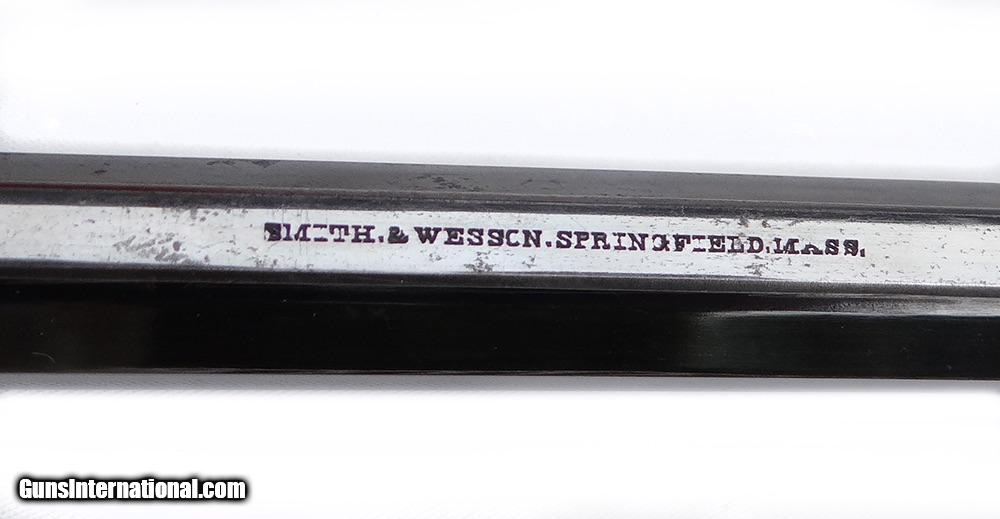 SMITH.& WESSON.SPRINGFIELD.MASS.
GunsInternational.com